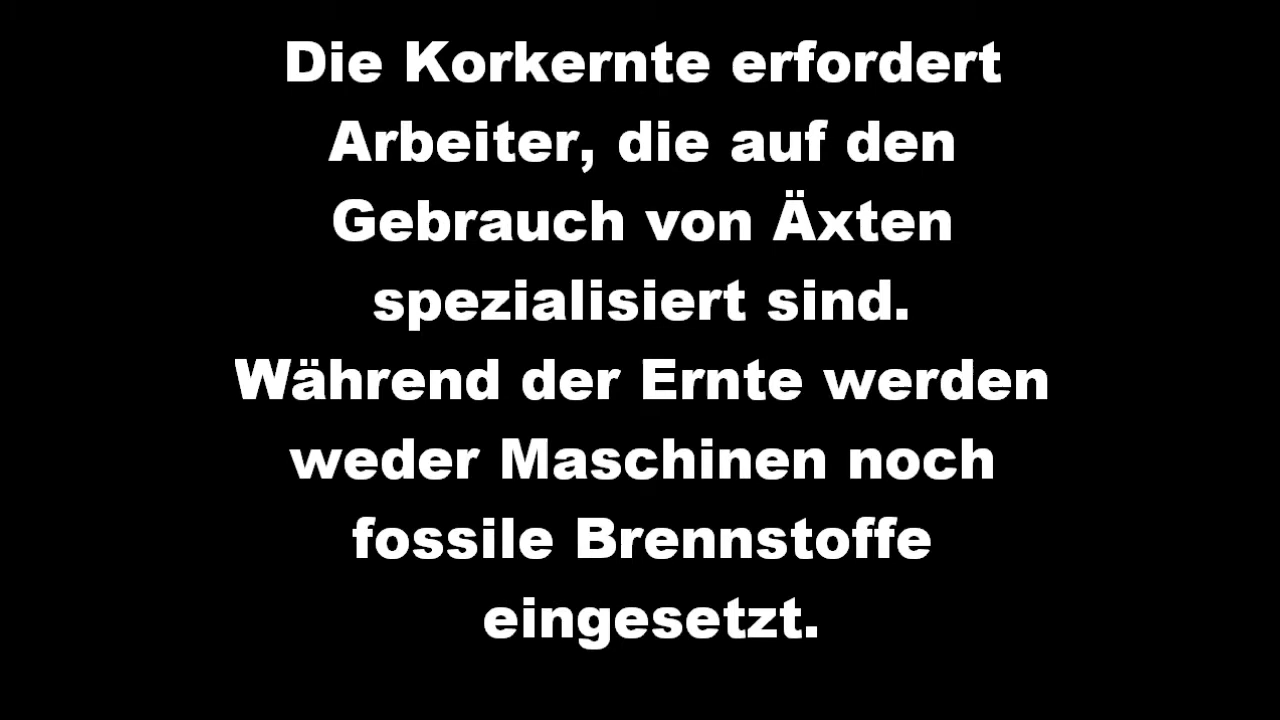 Die Korkernte erfordert
Arbeiter, die auf den
Gebrauch von Äxten
spezialisiert sind.
Während der Ernte werden
weder Maschinen noch
fossile Brennstoffe
eingesetzt.